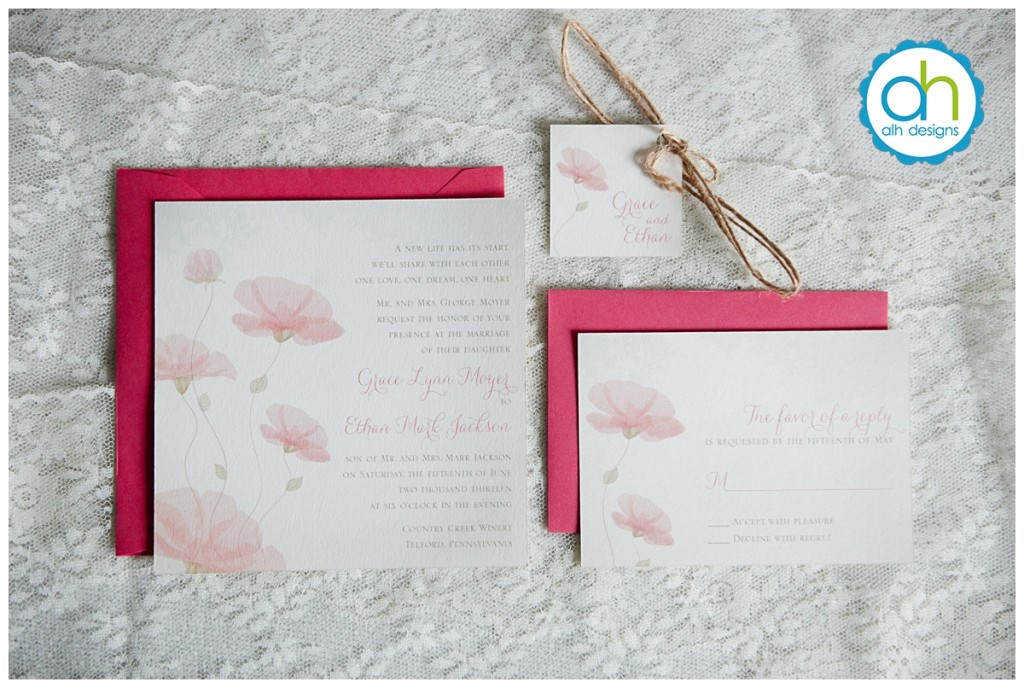 A new life has its start
we'll share with each other
one love, one dream, one heart
Mr. and Mrs. George Moyer
request the honor of your
presence at the marriage
of their daughter
Grace Lynn Moyer
to
Ethan Mark Jackson
son of Mr. and Mrs. Mark Jackson
on Saturday, the fifteenth of June
two thousand thirteen
at six o'clock in the evening
Country Creek Winery
Telford, Pennsylvania
Grace
and
Ethan
ah
alh designs
The favor of a reply
is requested by the fifteenth of May
M
Accept with pleasure
Decline with regret